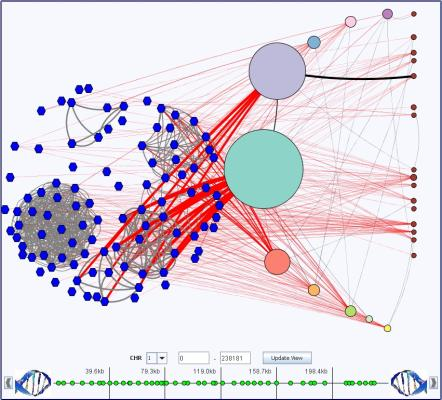 CHR 1 0 - 238181 Update View
39.6kb 79.3kb 119.0kb 158.7kb 198.4kb